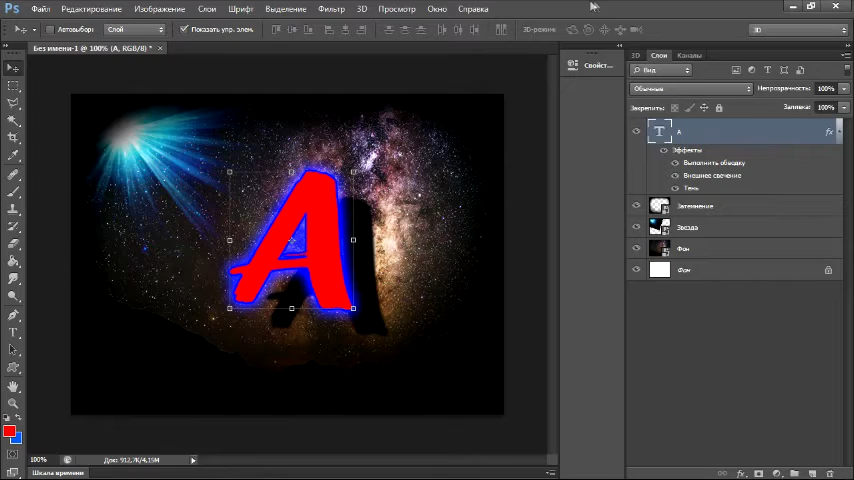 Ps Файл Редактирование Изображение Слои Шрифт Выделение Фильтр 3D Просмотр Окно Справка
Автовыбор: Слой Показать упр. элем. 3D-режим: 3D
Без имени-1 @ 100% (A, RGB/8) * ×
Свойст...
3D Слои Каналы
Вид
Обычные Непрозрачность: 100%
Закрепить: Заливка: 100%
T A fx
Эффекты
Выполнить обводку
Внешнее свечение
Тень
Затемнение
Звезда
Фон
Фон
A
100% Док: 912,7K/4,15M
Шкала времени